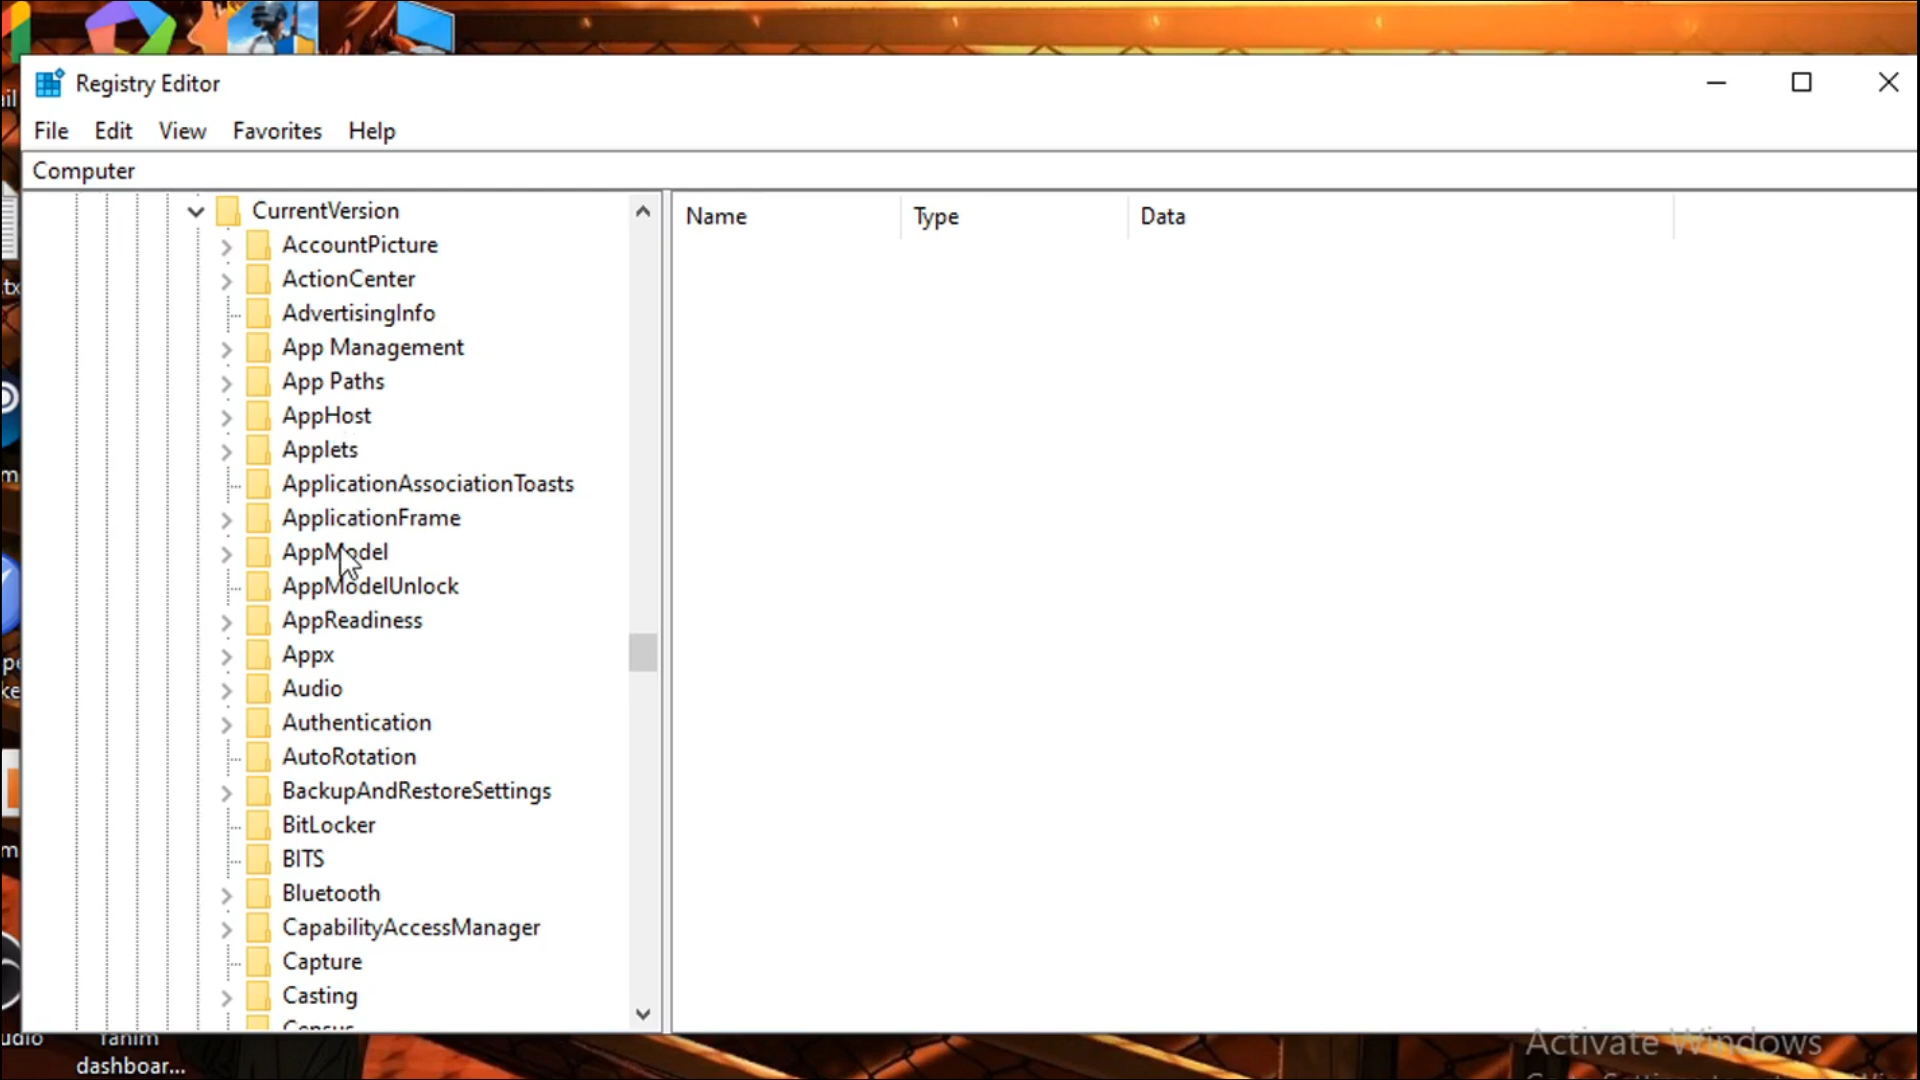 Registry Editor
File Edit View Favorites Help
Computer
CurrentVersion
AccountPicture
ActionCenter
AdvertisingInfo
App Management
App Paths
AppHost
Applets
ApplicationAssociationToasts
ApplicationFrame
AppModel
AppModelUnlock
AppReadiness
Appx
Audio
Authentication
AutoRotation
BackupAndRestoreSettings
BitLocker
BITS
Bluetooth
CapabilityAccessManager
Capture
Casting
Name Type Data
dashboar...
Activate Windows